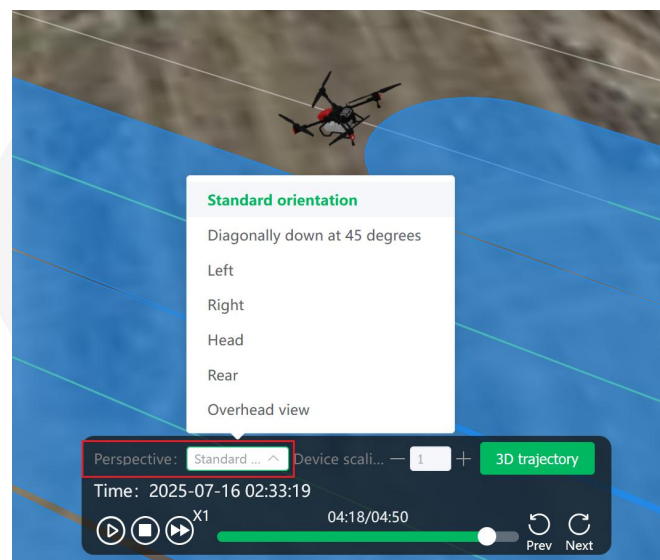 Standard orientation
Diagonally down at 45 degrees
Left
Right
Head
Rear
Overhead view
Perspective: Standard ... Device scali... 1 3D trajectory
Time: 2025-07-16 02:33:19
X1 04:18/04:50
Prev Next